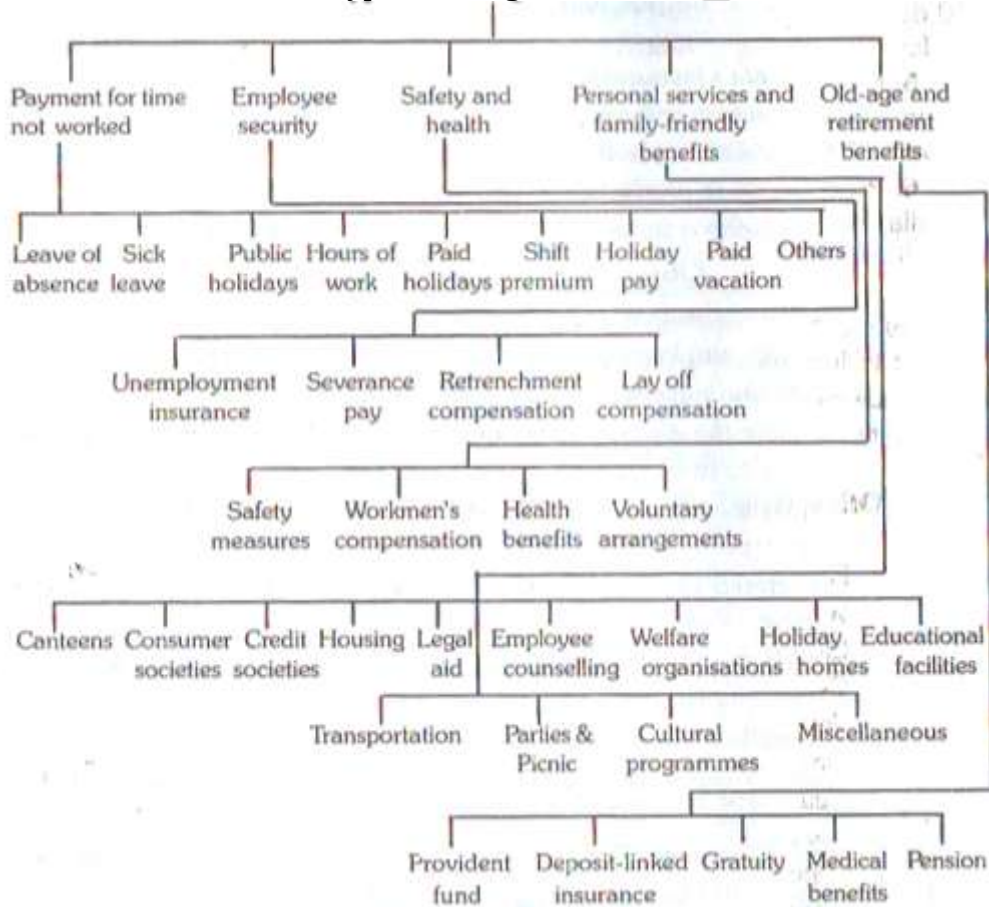 Payment for time
not worked
Employee
security
Safety and
health
Personal services and
family-friendly
benefits
Old-age and
retirement
benefits
Leave of
absence
Sick
leave
Public
holidays
Hours of
work
Paid
holidays
Shift
premium
Holiday
pay
Paid
vacation
Others
Unemployment
insurance
Severance
pay
Retrenchment
compensation
Lay off
compensation
Safety
measures
Workmen's
compensation
Health
benefits
Voluntary
arrangements
Canteens
Consumer
societies
Credit
societies
Housing
Legal
aid
Employee
counselling
Welfare
organisations
Holiday
homes
Educational
facilities
Transportation
Parties &
Picnic
Cultural
programmes
Miscellaneous
Provident
fund
Deposit-linked
insurance
Gratuity
Medical
benefits
Pension